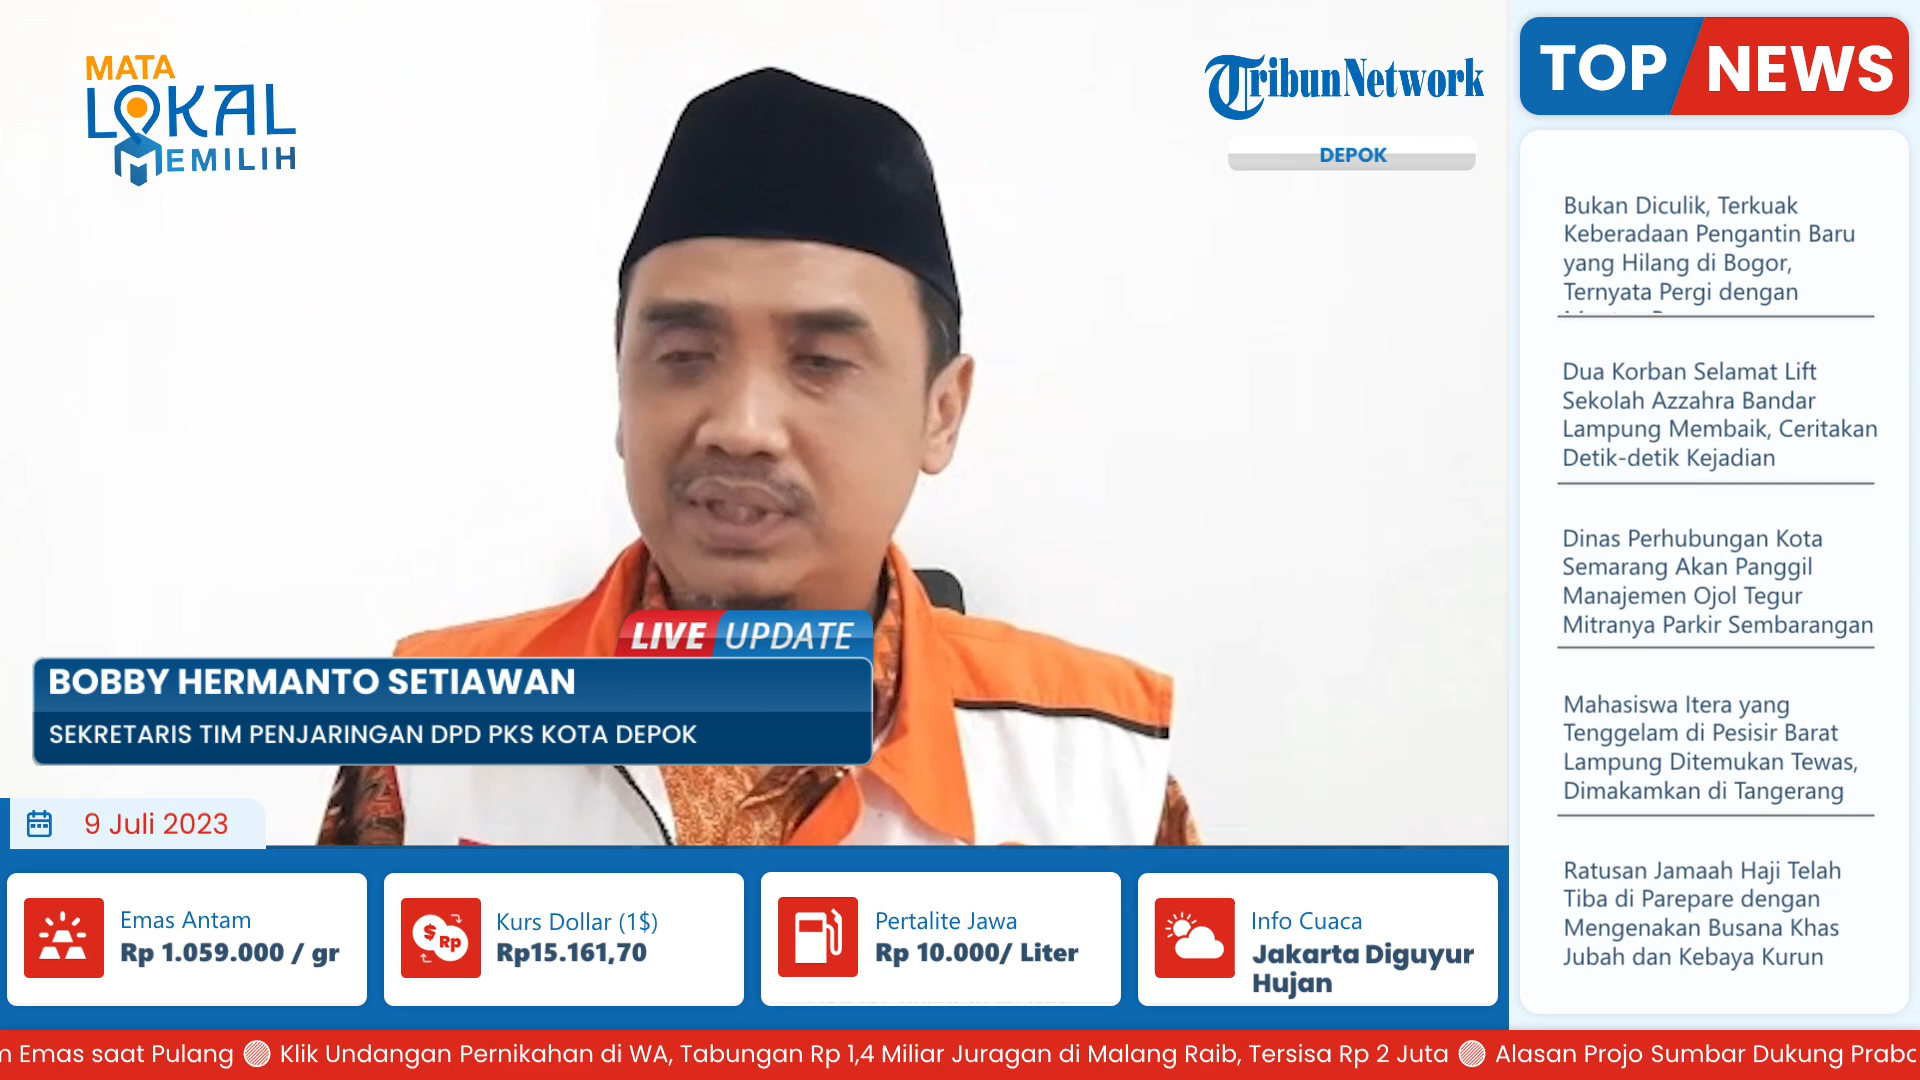 MATA
LOKAL
MEMILIH
TribunNetwork
DEPOK
TOP NEWS
Bukan Diculik, Terkuak
Keberadaan Pengantin Baru
yang Hilang di Bogor,
Ternyata Pergi dengan
Dua Korban Selamat Lift
Sekolah Azzahra Bandar
Lampung Membaik, Ceritakan
Detik-detik Kejadian
Dinas Perhubungan Kota
Semarang Akan Panggil
Manajemen Ojol Tegur
Mitranya Parkir Sembarangan
Mahasiswa Itera yang
Tenggelam di Pesisir Barat
Lampung Ditemukan Tewas,
Dimakamkan di Tangerang
Ratusan Jamaah Haji Telah
Tiba di Parepare dengan
Mengenakan Busana Khas
Jubah dan Kebaya Kurun
LIVE UPDATE
BOBBY HERMANTO SETIAWAN
SEKRETARIS TIM PENJARINGAN DPD PKS KOTA DEPOK
9 Juli 2023
Emas Antam
Rp 1.059.000 / gr
$ Rp
Kurs Dollar (1$)
Rp15.161,70
Pertalite Jawa
Rp 10.000/ Liter
Info Cuaca
Jakarta Diguyur
Hujan
Emas saat Pulang Klik Undangan Pernikahan di WA, Tabungan Rp 1,4 Miliar Juragan di Malang Raib, Tersisa Rp 2 Juta Alasan Projo Sumbar Dukung